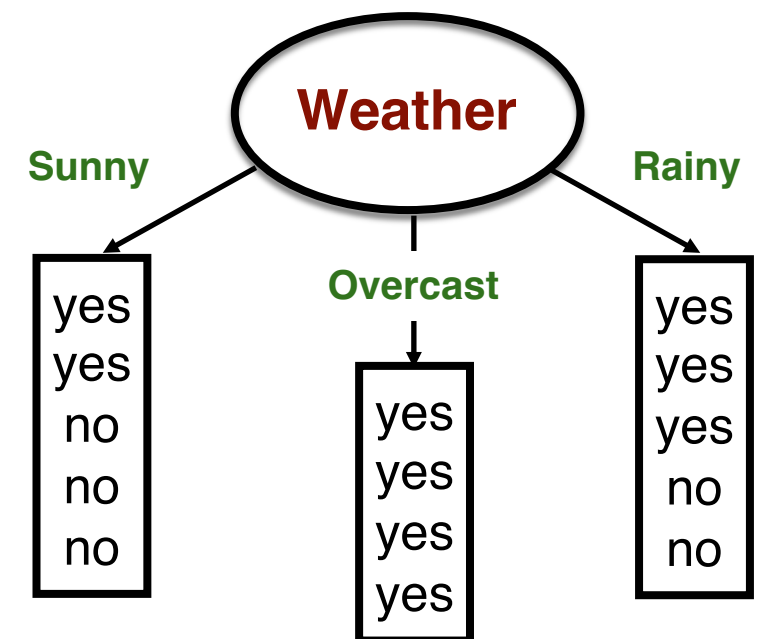 Weather
Sunny
Rainy
Overcast
yes
yes
no
no
no
yes
yes
yes
yes
yes
yes
yes
no
no